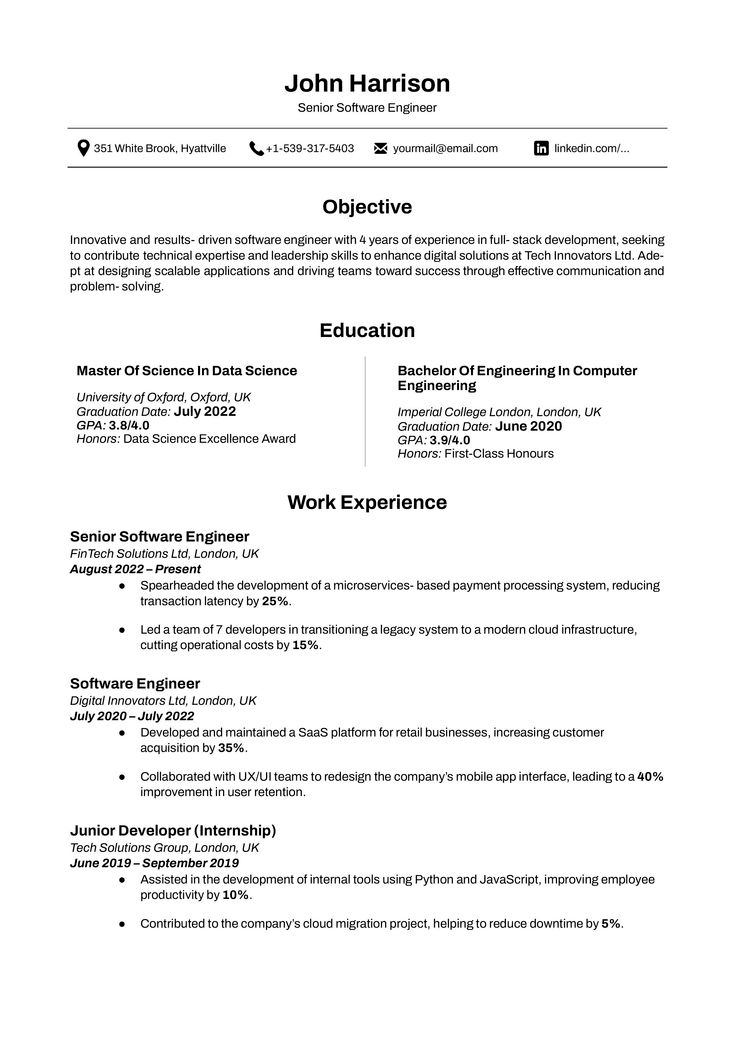 John Harrison
Senior Software Engineer
351 White Brook, Hyattville +1-539-317-5403 yourmail@email.com linkedin.com/...
Objective
Innovative and results- driven software engineer with 4 years of experience in full- stack development, seeking
to contribute technical expertise and leadership skills to enhance digital solutions at Tech Innovators Ltd. Ade-
pt at designing scalable applications and driving teams toward success through effective communication and
problem- solving.
Education
Master Of Science In Data Science
University of Oxford, Oxford, UK
Graduation Date: July 2022
GPA: 3.8/4.0
Honors: Data Science Excellence Award
Bachelor Of Engineering In Computer
Engineering
Imperial College London, London, UK
Graduation Date: June 2020
GPA: 3.9/4.0
Honors: First-Class Honours
Work Experience
Senior Software Engineer
FinTech Solutions Ltd, London, UK
August 2022 – Present
● Spearheaded the development of a microservices- based payment processing system, reducing
transaction latency by 25%.
● Led a team of 7 developers in transitioning a legacy system to a modern cloud infrastructure,
cutting operational costs by 15%.
Software Engineer
Digital Innovators Ltd, London, UK
July 2020 – July 2022
● Developed and maintained a SaaS platform for retail businesses, increasing customer
acquisition by 35%.
● Collaborated with UX/UI teams to redesign the company's mobile app interface, leading to a 40%
improvement in user retention.
Junior Developer (Internship)
Tech Solutions Group, London, UK
June 2019 – September 2019
● Assisted in the development of internal tools using Python and JavaScript, improving employee
productivity by 10%.
● Contributed to the company's cloud migration project, helping to reduce downtime by 5%.